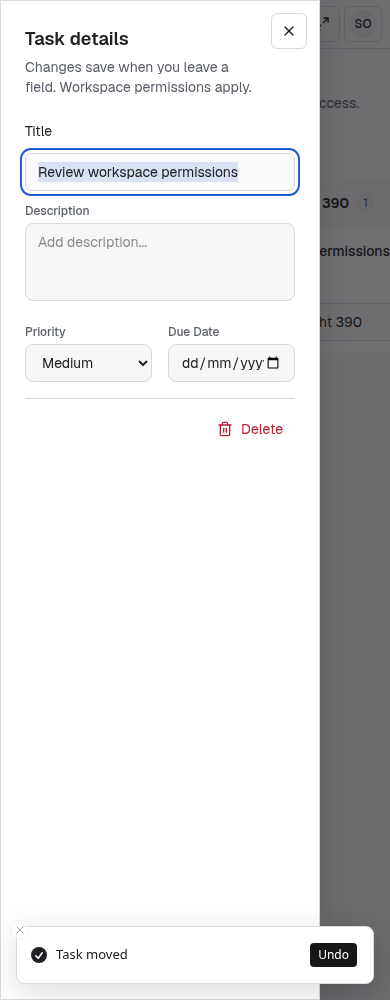 Task details
Changes save when you leave a
field. Workspace permissions apply.
SO
ccess.
Title
Review workspace permissions
390 1
Description
Add description...
ermissions
ht 390
Priority
Due Date
Medium
dd/mm/yyy
Delete
Task moved
Undo